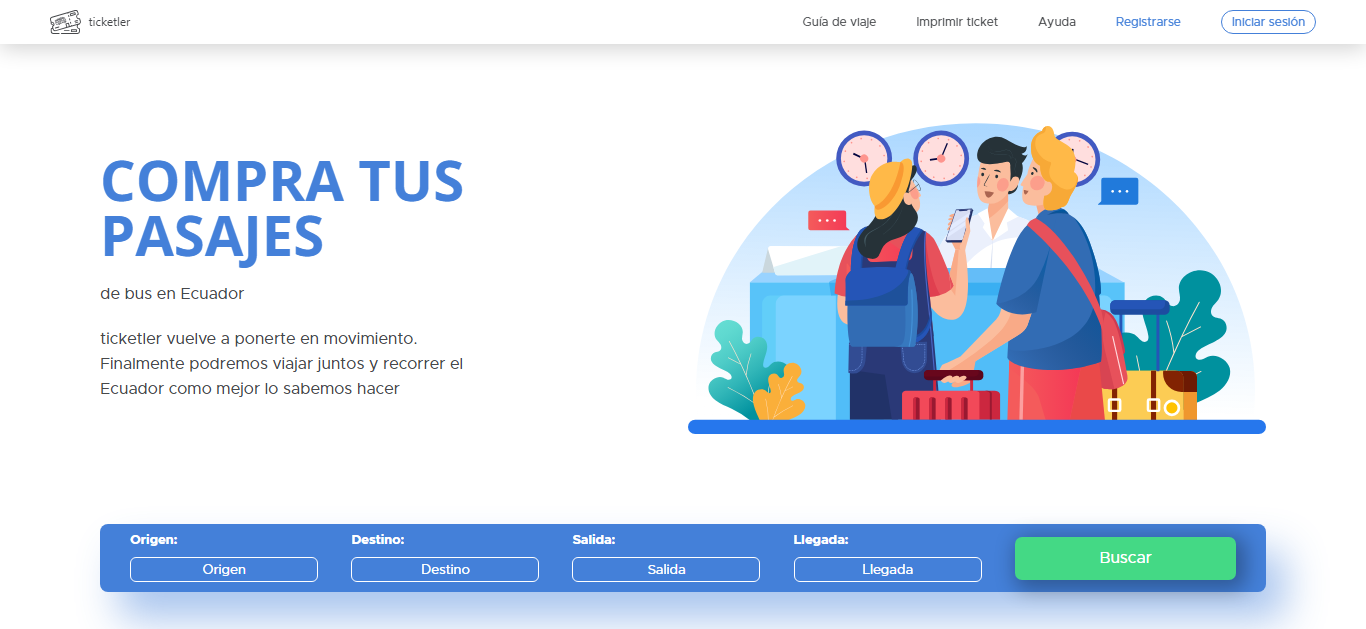 ticketler
Guía de viaje
Imprimir ticket
Ayuda
Registrarse
Iniciar sesión
COMPRA TUS
PASAJES
de bus en Ecuador
ticketler vuelve a ponerte en movimiento.
Finalmente podremos viajar juntos y recorrer el
Ecuador como mejor lo sabemos hacer
Origen:
Origen
Destino:
Destino
Salida:
Salida
Llegada:
Llegada
Buscar